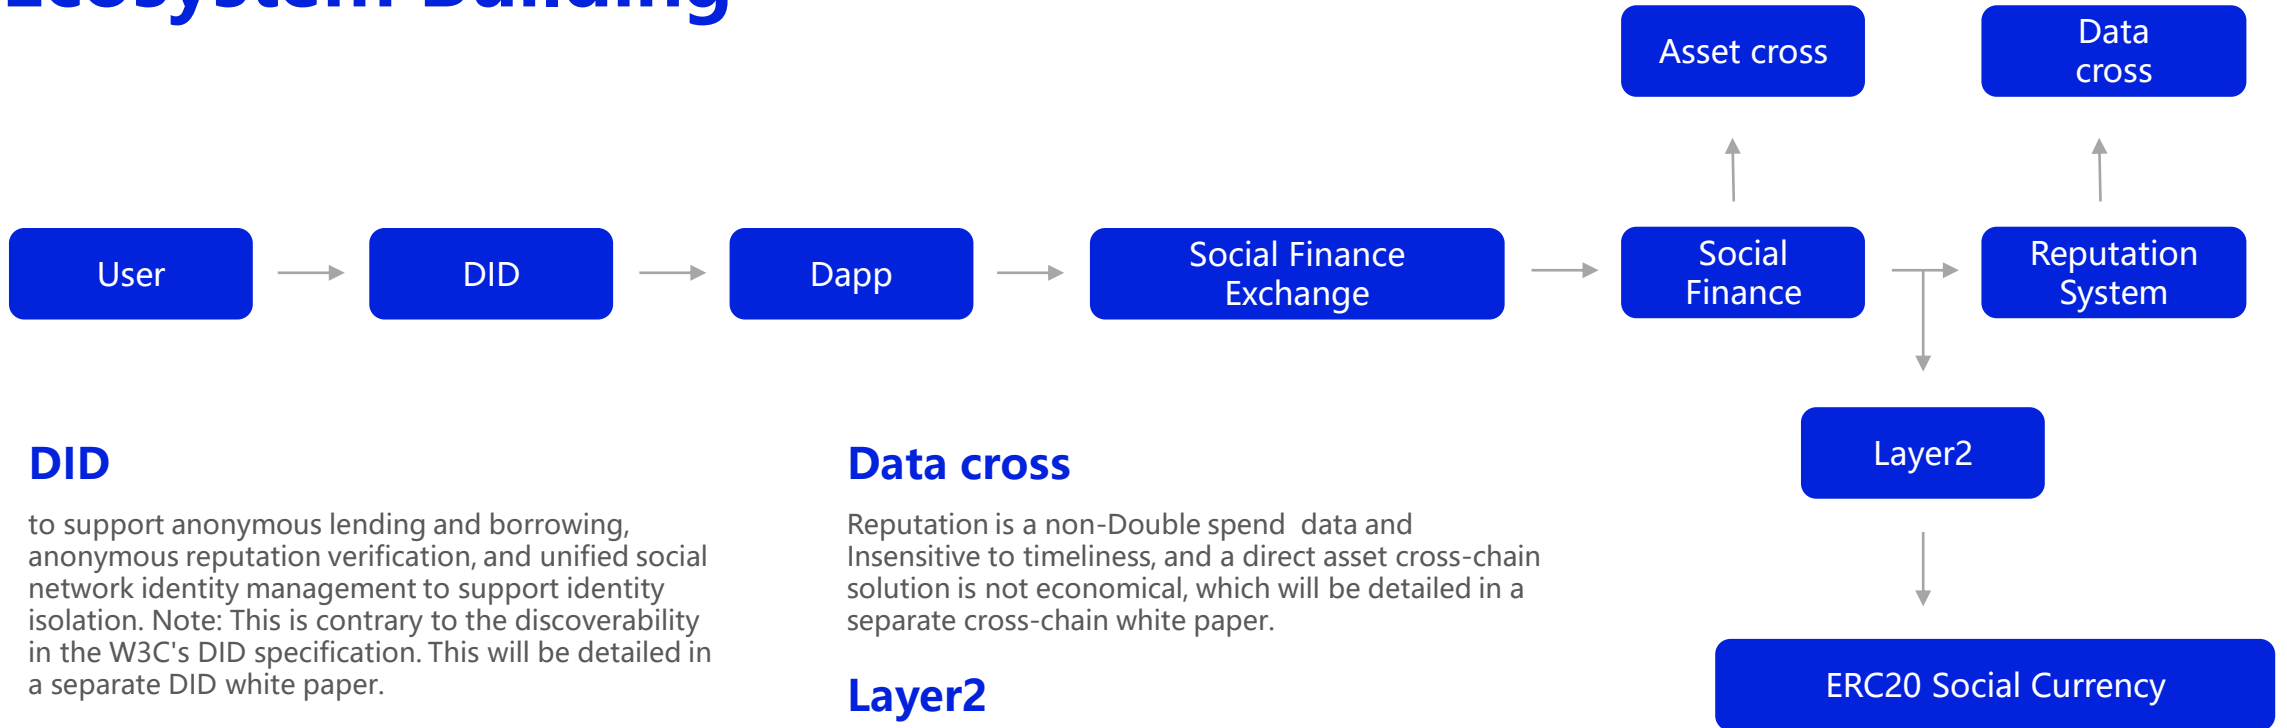 Ecosystem Building
Asset cross
Data
cross
User
DID
Dapp
Social Finance
Exchange
Social
Finance
Reputation
System
Layer2
ERC20 Social Currency
DID
to support anonymous lending and borrowing,
anonymous reputation verification, and unified social
network identity management to support identity
isolation. Note: This is contrary to the discoverability
in the W3C's DID specification. This will be detailed in
a separate DID white paper.
Data cross
Reputation is a non-Double spend  data and
Insensitive to timeliness, and a direct asset cross-chain
solution is not economical, which will be detailed in a
separate cross-chain white paper.
Layer2